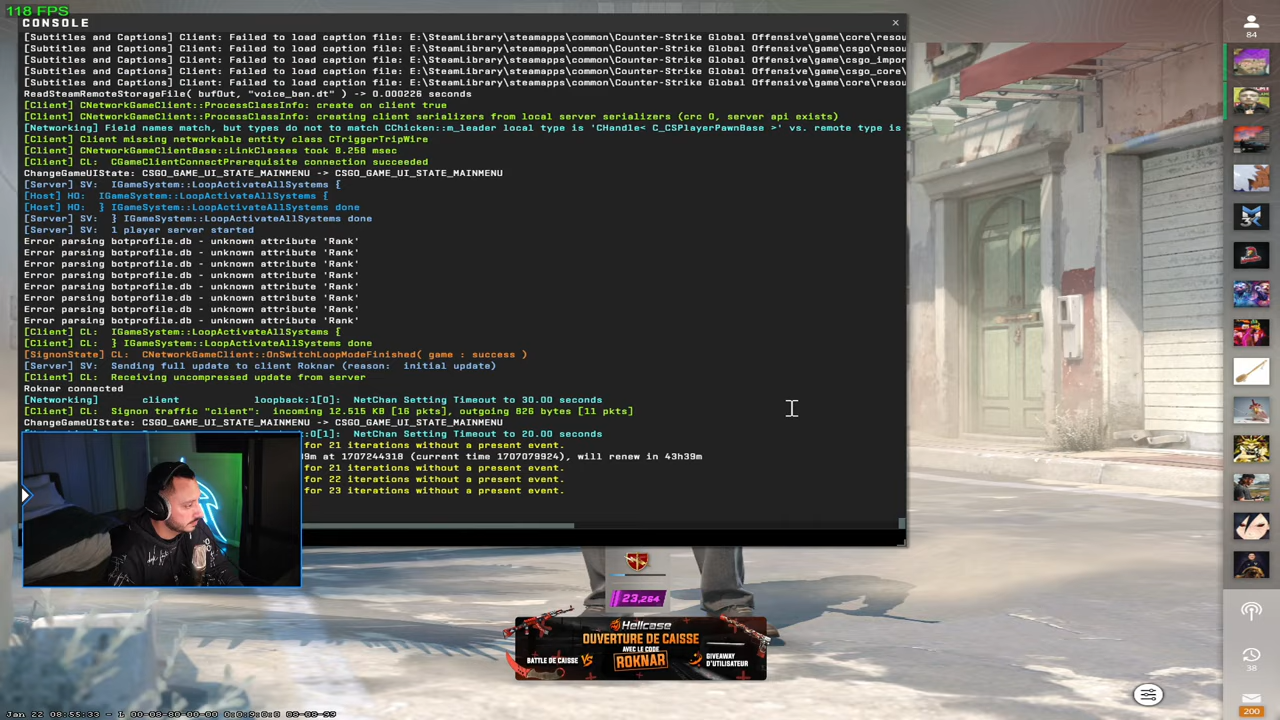 118 FPS
CONSOLE
84
[Subtitles and Captions] Client: Failed to load caption file: E:\SteamLibrary\steamapps\common\Counter-Strike Global Offensive\game\core\resou
[Subtitles and Captions] Client: Failed to load caption file: E:\SteamLibrary\steamapps\common\Counter-Strike Global Offensive\game\csgo\resou
[Subtitles and Captions] Client: Failed to load caption file: E:\SteamLibrary\steamapps\common\Counter-Strike Global Offensive\game\csgo_impor
[Subtitles and Captions] Client: Failed to load caption file: E:\SteamLibrary\steamapps\common\Counter-Strike Global Offensive\game\csgo_core\
[Subtitles and Captions] Client: Failed to load caption file: E:\SteamLibrary\steamapps\common\Counter-Strike Global Offensive\game\core\resou
ReadSteamRemoteStorageFile( bufOut, "voice_ban.dt" ) -> 0.000226 seconds
[Client] CNetworkGameClient::ProcessClassInfo: create on client true
[Client] CNetworkGameClient::ProcessClassInfo: creating client serializers from local server serializers (crc 0, server api exists)
[Networking] Field names match, but types do not to match CChicken::m_leader local type is 'CHandle< C_CSPlayerPawnBase >' vs. remote type is
[Client] Client missing networkable entity class CTriggerTripWire
[Client] CNetworkGameClientBase::LinkClasses took 8.258 msec
[Client] CL:  CGameClientConnectPrerequisite connection succeeded
ChangeGameUIState: CSGO_GAME_UI_STATE_MAINMENU -> CSGO_GAME_UI_STATE_MAINMENU
[Server] SV:  IGameSystem::LoopActivateAllSystems {
[Host] HO:  IGameSystem::LoopActivateAllSystems {
[Host] HO:  } IGameSystem::LoopActivateAllSystems done
[Server] SV:  } IGameSystem::LoopActivateAllSystems done
[Server] SV:  1 player server started
Error parsing botprofile.db - unknown attribute 'Rank'
Error parsing botprofile.db - unknown attribute 'Rank'
Error parsing botprofile.db - unknown attribute 'Rank'
Error parsing botprofile.db - unknown attribute 'Rank'
Error parsing botprofile.db - unknown attribute 'Rank'
Error parsing botprofile.db - unknown attribute 'Rank'
Error parsing botprofile.db - unknown attribute 'Rank'
Error parsing botprofile.db - unknown attribute 'Rank'
[Client] CL:  IGameSystem::LoopActivateAllSystems {
[Client] CL:  } IGameSystem::LoopActivateAllSystems done
[SignonState] CL:  CNetworkGameClient::OnSwitchLoopModeFinished( game : success )
[Server] SV:  Sending full update to client Roknar (reason:  initial update)
[Client] CL:  Receiving uncompressed update from server
Roknar connected
[Networking]      client          loopback:1[0]:  NetChan Setting Timeout to 30.00 seconds
[Client] CL:  Signon traffic "client":  incoming 12.515 KB [16 pkts], outgoing 826 bytes [11 pkts]
ChangeGameUIState: CSGO_GAME_UI_STATE_MAINMENU -> CSGO_GAME_UI_STATE_MAINMENU
:0[1]:  NetChan Setting Timeout to 20.00 seconds
for 21 iterations without a present event.
9m at 1707244318 (current time 1707079924), will renew in 43h39m
for 21 iterations without a present event.
for 22 iterations without a present event.
for 23 iterations without a present event.
23,264
Hellcase
OUVERTURE DE CAISSE
AVEC LE CODE
ROKNAR
BATTLE DE CAISSE VS
GIVEAWAY
D'UTILISATEUR
38
200